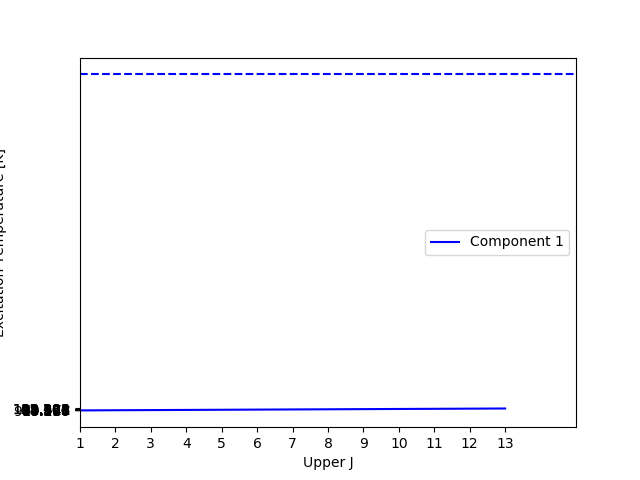 Excitation Temperature [K]
Component 1
1 2 3 4 5 6 7 8 9 10 11 12 13
Upper J